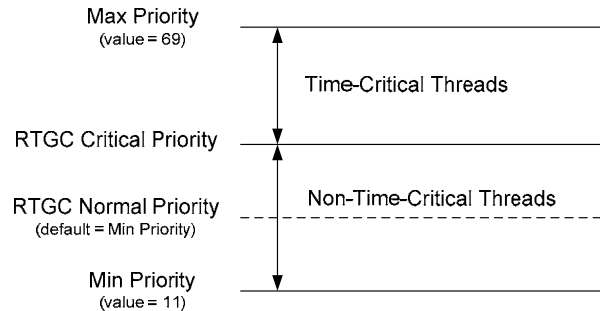 Max Priority
(value = 69)
Time-Critical Threads
RTGC Critical Priority
Non-Time-Critical Threads
RTGC Normal Priority
(default = Min Priority)
Min Priority
(value = 11)